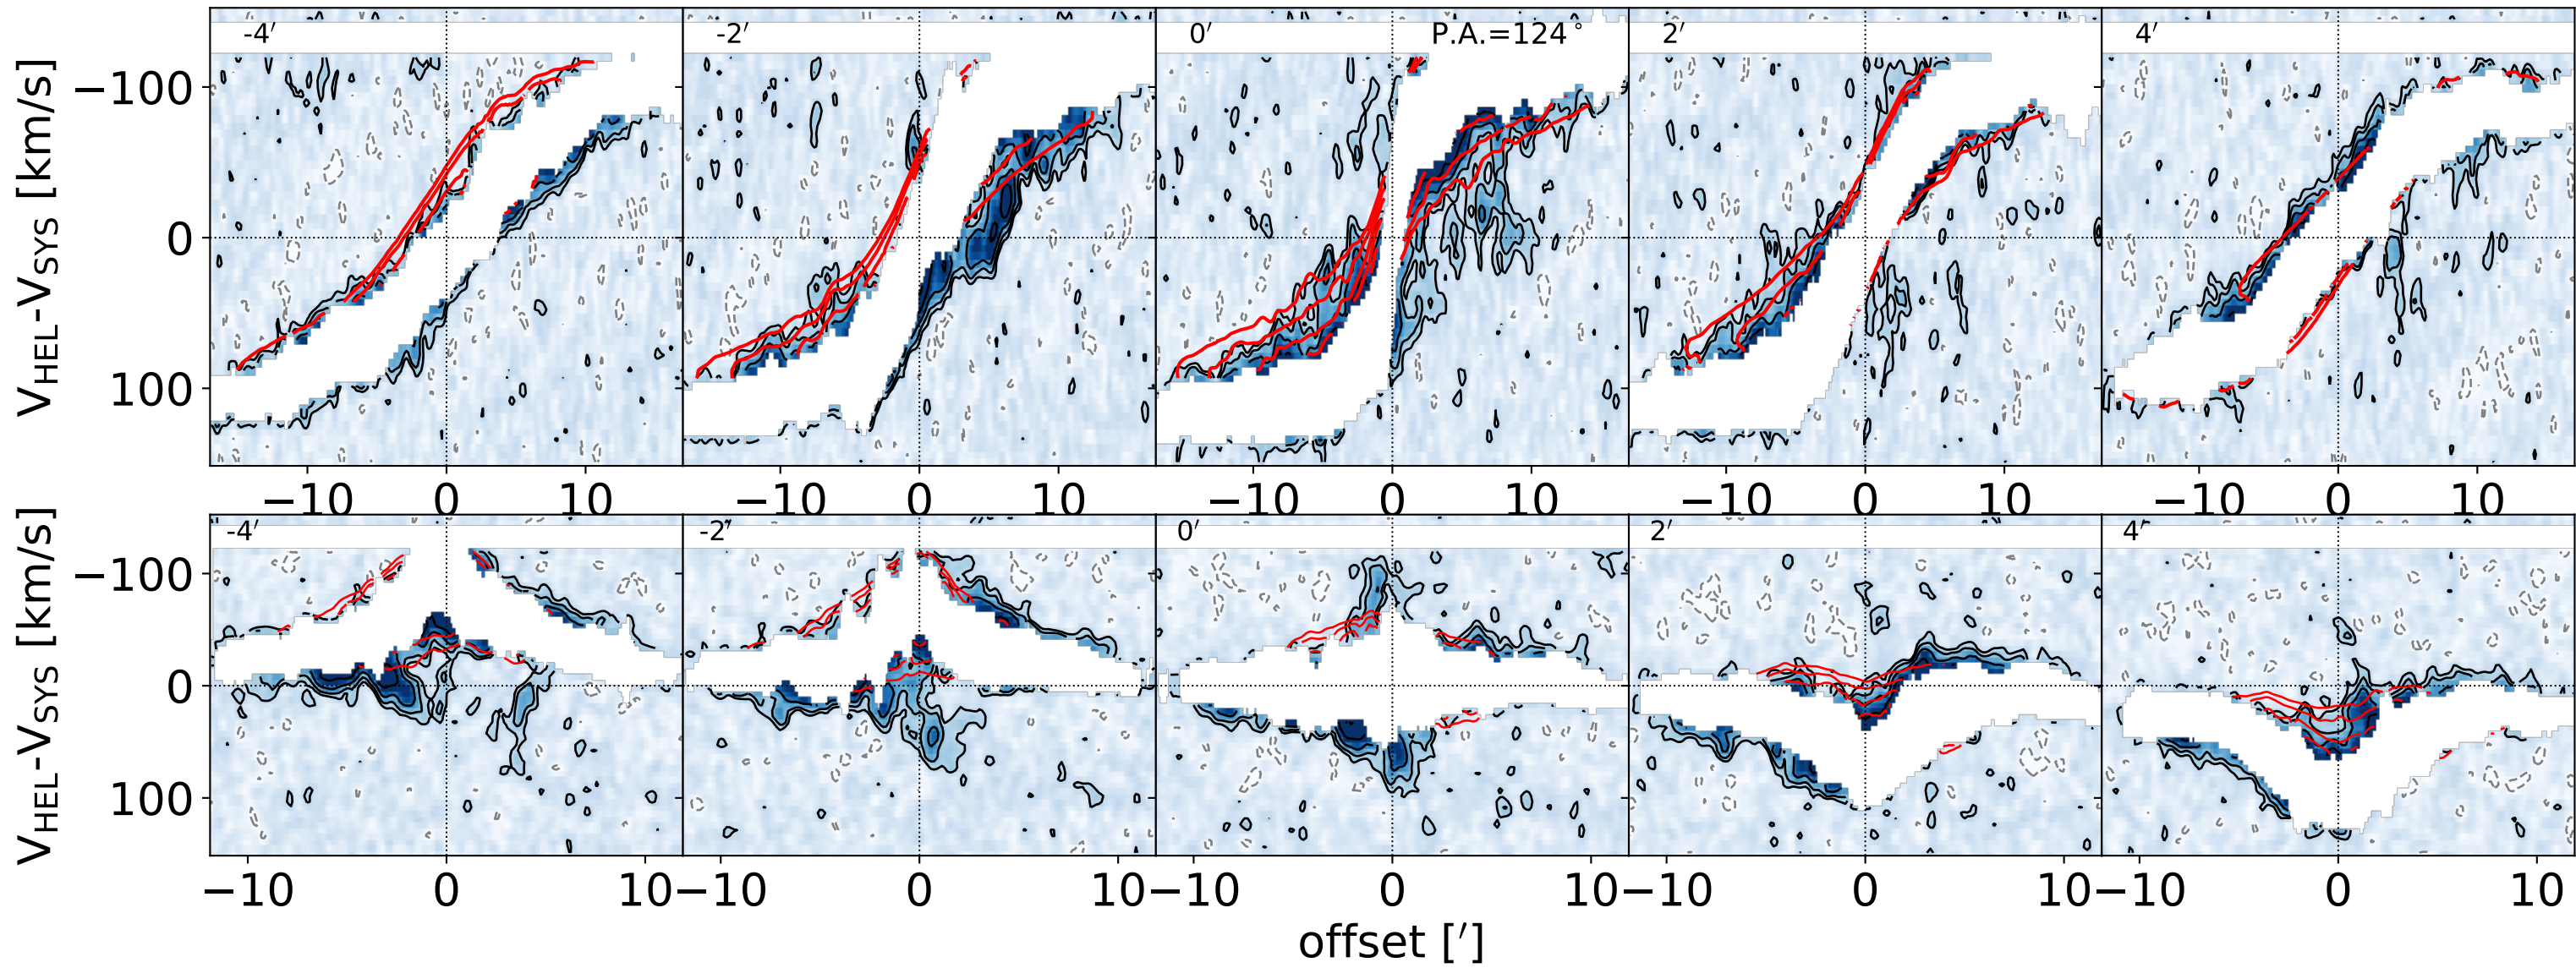 -4′ -2′ 0′ P.A.=124° 2′ 4′
V_HEL-V_SYS [km/s]
−100
0
100
−10 0 10 −10 0 10 −10 0 10 −10 0 10 −10 0 10
-4′ -2′ 0′ 2′ 4′
V_HEL-V_SYS [km/s]
−100
0
100
−10 0 10 −10 0 10 −10 0 10 −10 0 10 −10 0 10
offset [′]